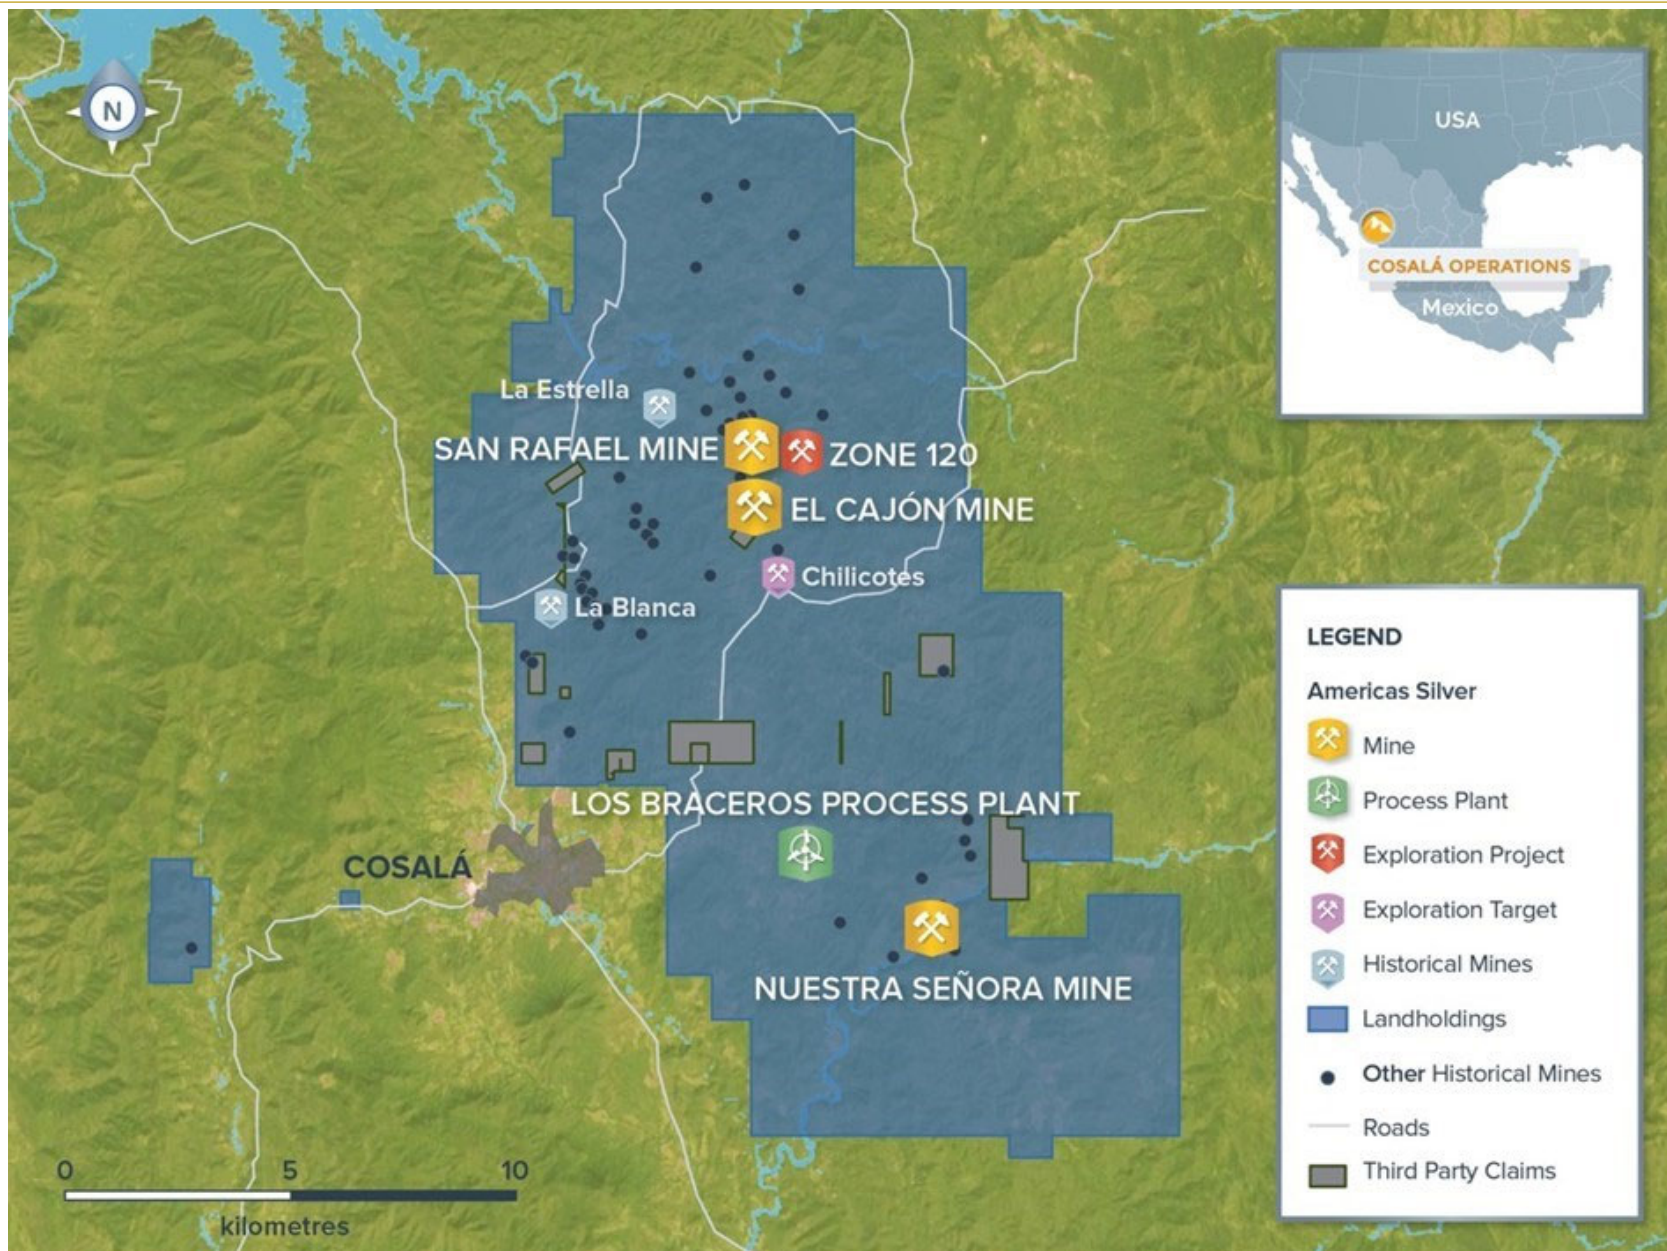 N
USA
COSALÁ OPERATIONS
Mexico
La Estrella
SAN RAFAEL MINE
ZONE 120
EL CAJÓN MINE
Chilicotes
La Blanca
LOS BRACEROS PROCESS PLANT
COSALÁ
NUESTRA SEÑORA MINE
0 5 10
kilometres
LEGEND
Americas Silver
Mine
Process Plant
Exploration Project
Exploration Target
Historical Mines
Landholdings
Other Historical Mines
Roads
Third Party Claims